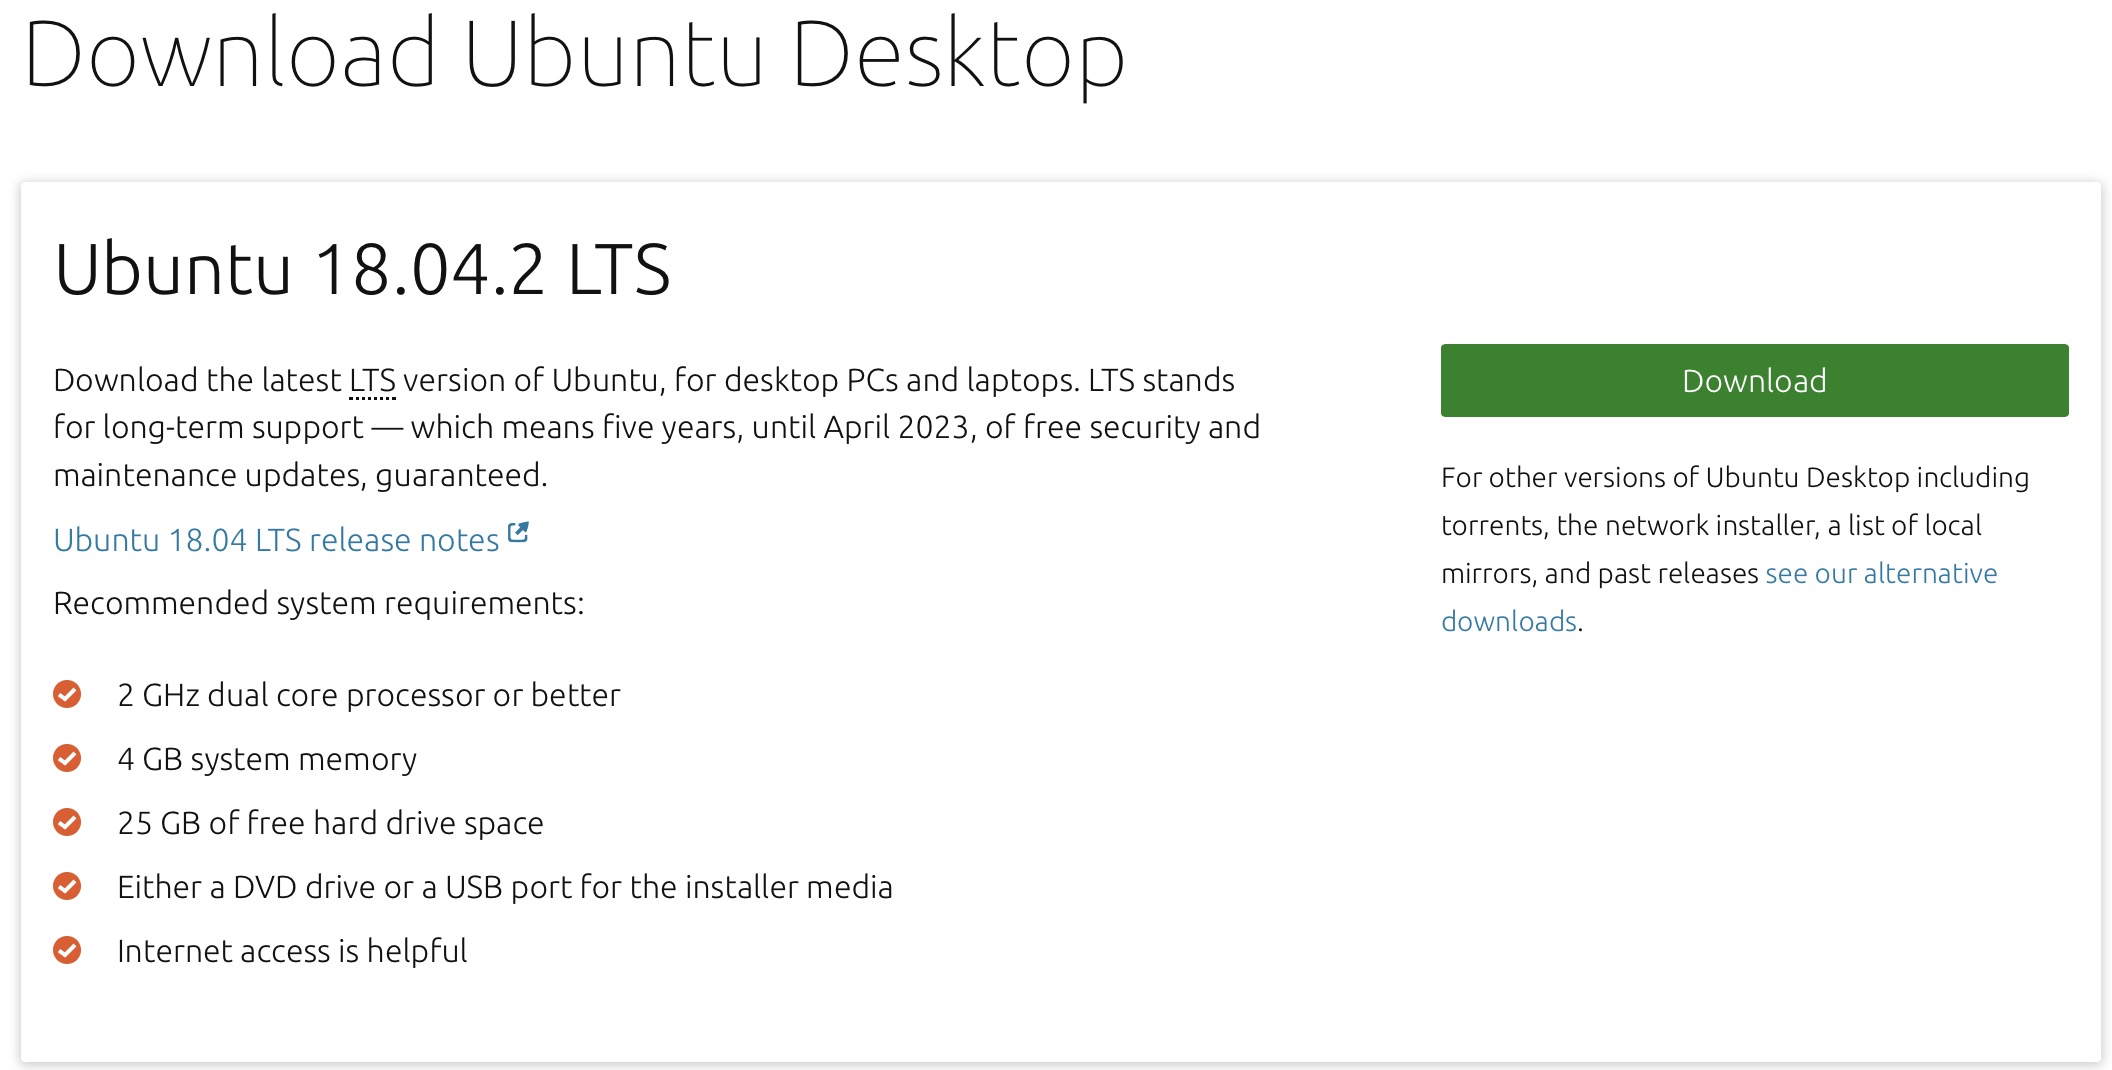 Download Ubuntu Desktop
Ubuntu 18.04.2 LTS
Download the latest LTS version of Ubuntu, for desktop PCs and laptops. LTS stands
for long-term support — which means five years, until April 2023, of free security and
maintenance updates, guaranteed.
Ubuntu 18.04 LTS release notes
Recommended system requirements:
2 GHz dual core processor or better
4 GB system memory
25 GB of free hard drive space
Either a DVD drive or a USB port for the installer media
Internet access is helpful
Download
For other versions of Ubuntu Desktop including
torrents, the network installer, a list of local
mirrors, and past releases see our alternative
downloads.